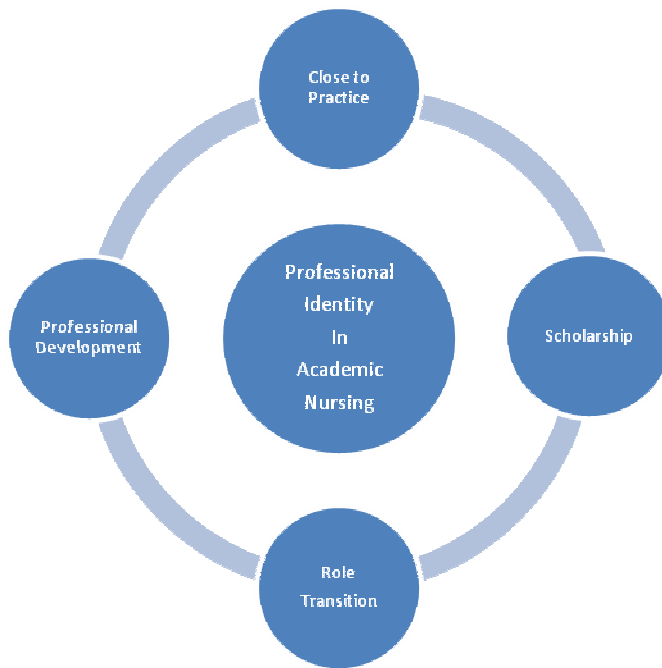 Close to
Practice
Professional
Identity
In
Academic
Nursing
Professional
Development
Scholarship
Role
Transition